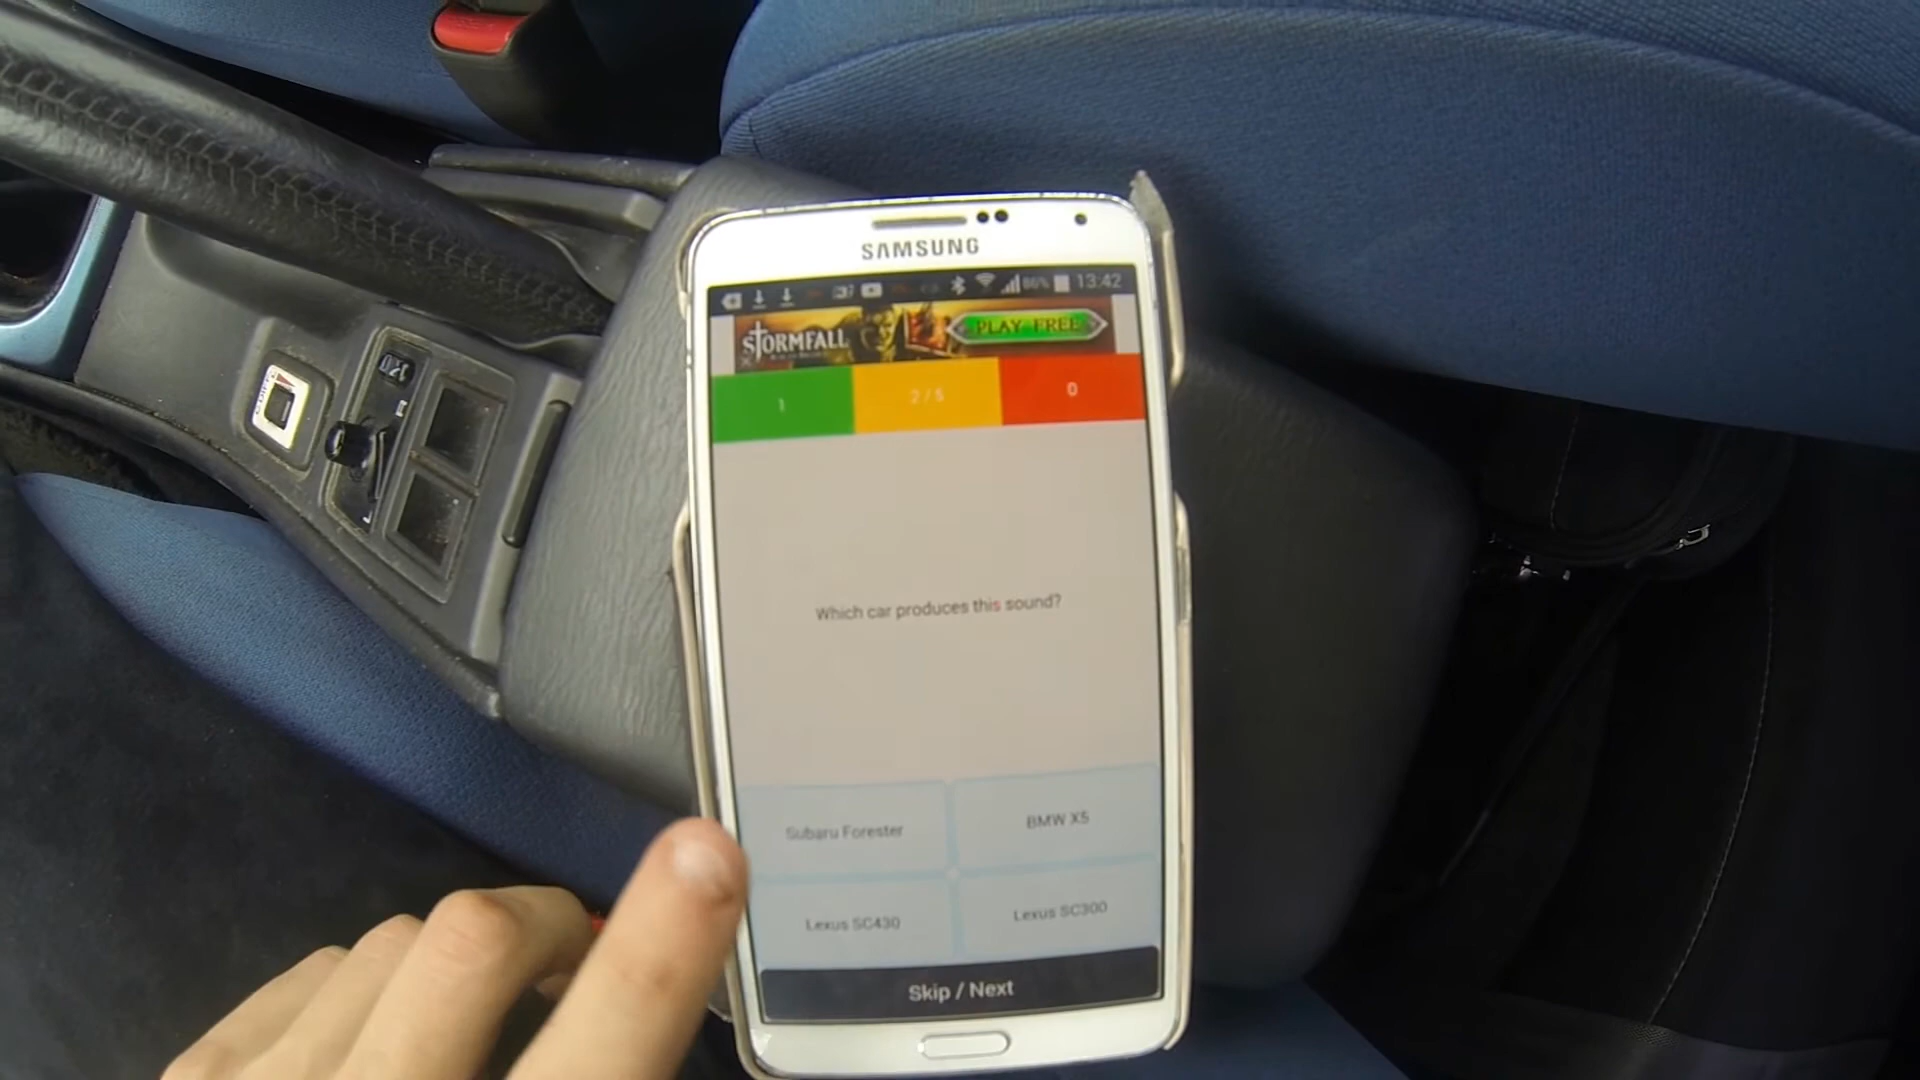 SAMSUNG
86% 13:42
STORMFALL
PLAY FREE
1
2 / 5
0
Which car produces this sound?
Subaru Forester
BMW X5
Lexus SC430
Lexus SC300
Skip / Next